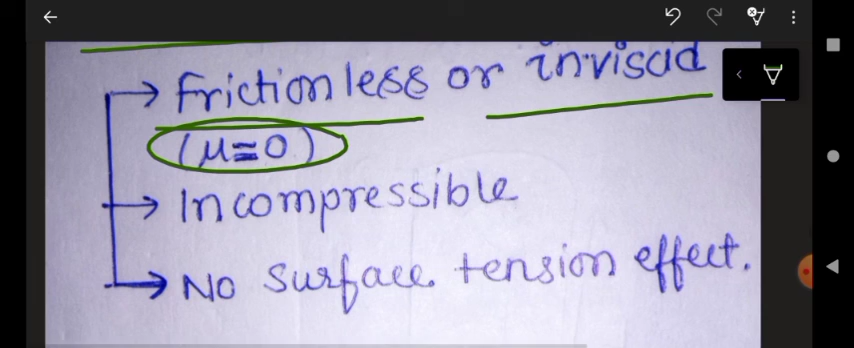 → Frictionless or inviscid
(μ≅0)
→ Incompressible
→ No surface tension effect.